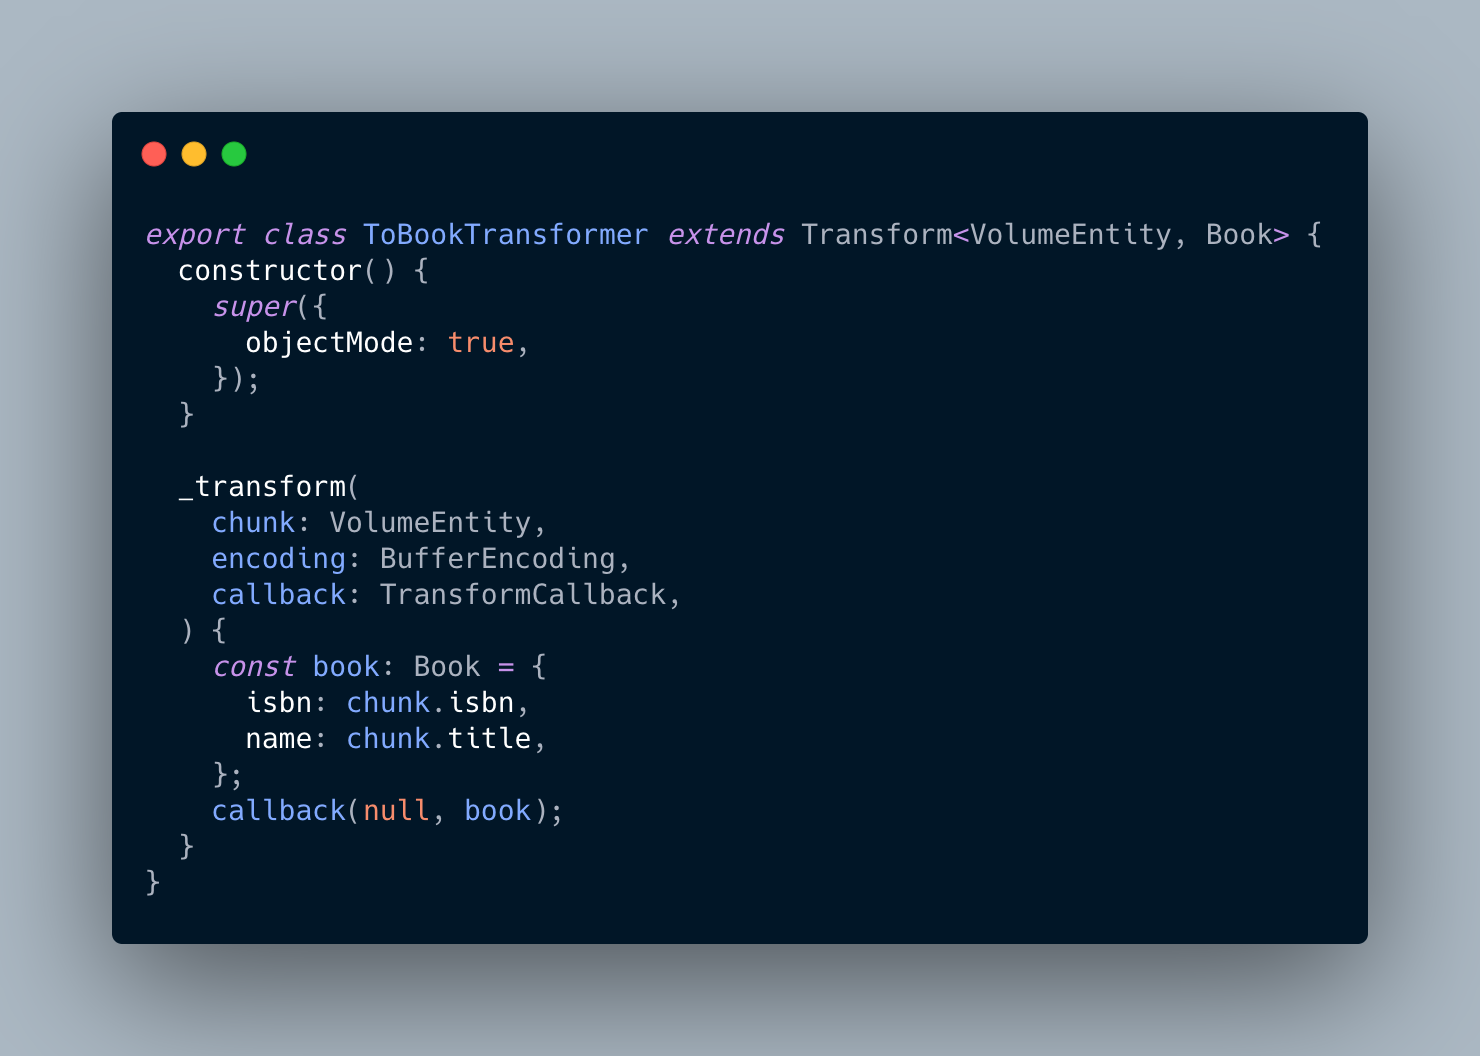 export class ToBookTransformer extends Transform<VolumeEntity, Book> {
  constructor() {
    super({
      objectMode: true,
    });
  }

  _transform(
    chunk: VolumeEntity,
    encoding: BufferEncoding,
    callback: TransformCallback,
  ) {
    const book: Book = {
      isbn: chunk.isbn,
      name: chunk.title,
    };
    callback(null, book);
  }
}